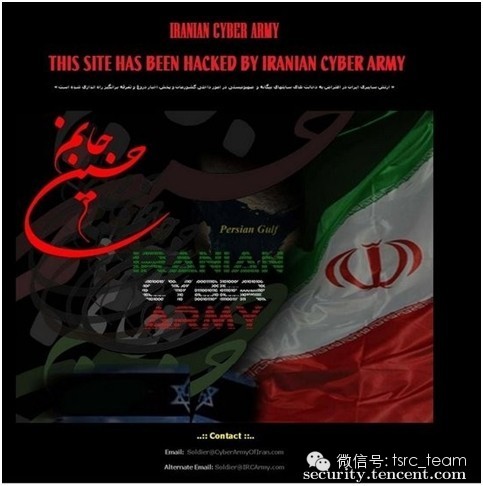 IRANIAN CYBER ARMY
THIS SITE HAS BEEN HACKED BY IRANIAN CYBER ARMY
Persian Gulf
IRANIAN
CYBER
ARMY
..:: Contact ::..
Email: Soldier@CyberArmyOfIran.com
Alternate Email: Soldier@IRCArmy.com
微信号: tsrc_team
security.tencent.com